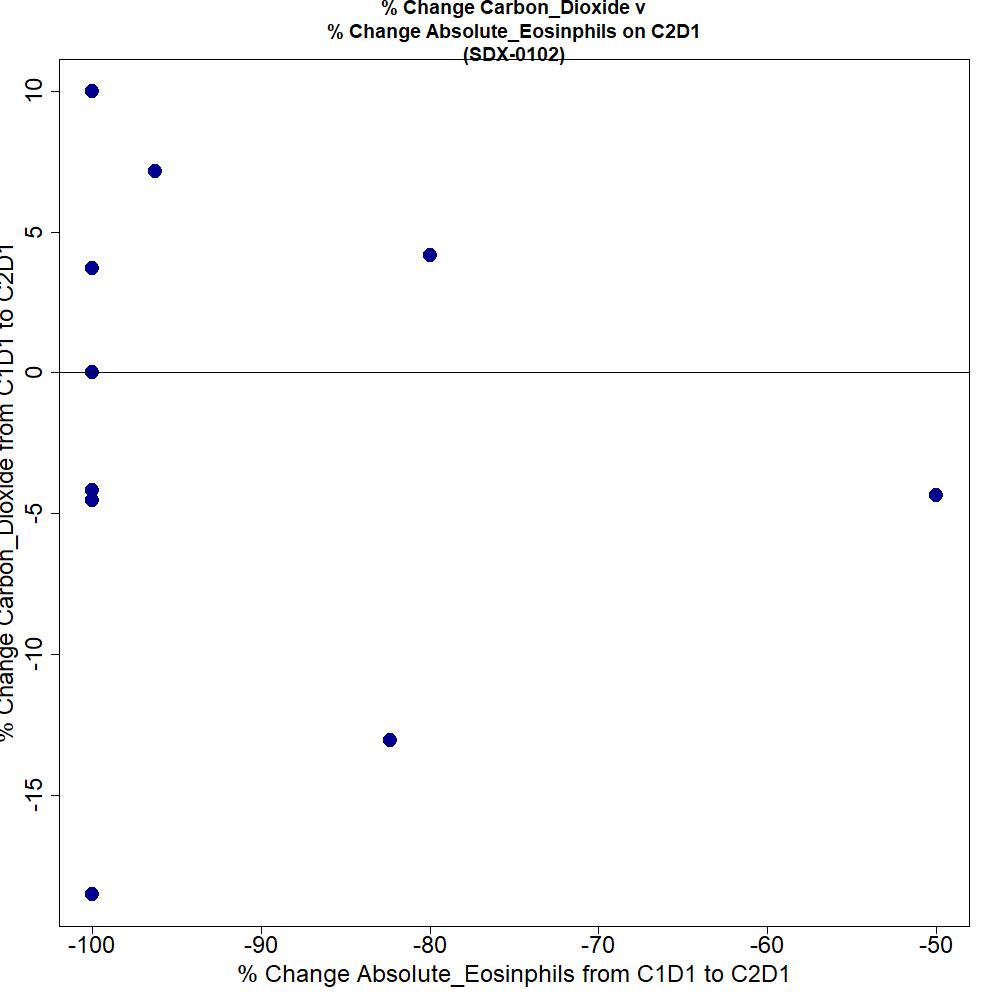 % Change Carbon_Dioxide v
% Change Absolute_Eosinphils on C2D1
(SDX-0102)
% Change Carbon_Dioxide from C1D1 to C2D1
10
5
0
-5
-10
-15
-100 -90 -80 -70 -60 -50
% Change Absolute_Eosinphils from C1D1 to C2D1